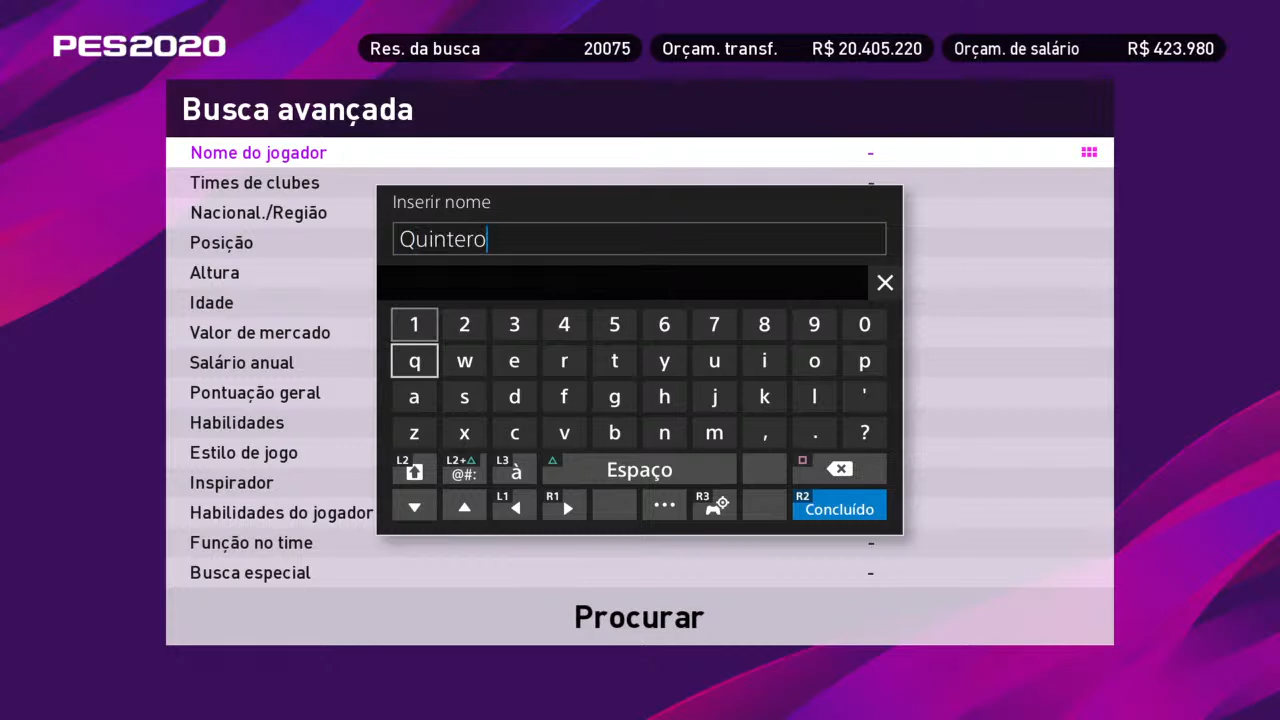 PES2020
Res. da busca 20075 Orçam. transf. R$ 20.405.220 Orçam. de salário R$ 423.980
Busca avançada
Nome do jogador -
Times de clubes -
Nacional./Região
Posição
Altura
Idade
Valor de mercado
Salário anual
Pontuação geral
Habilidades
Estilo de jogo
Inspirador
Habilidades do jogador
Função no time -
Busca especial -
Inserir nome
Quintero
1 2 3 4 5 6 7 8 9 0
q w e r t y u i o p
a s d f g h j k l '
z x c v b n m , . ?
L2 L2+△ @#: L3 à △ Espaço
L1 R1 ... R3 R2 Concluído
Procurar